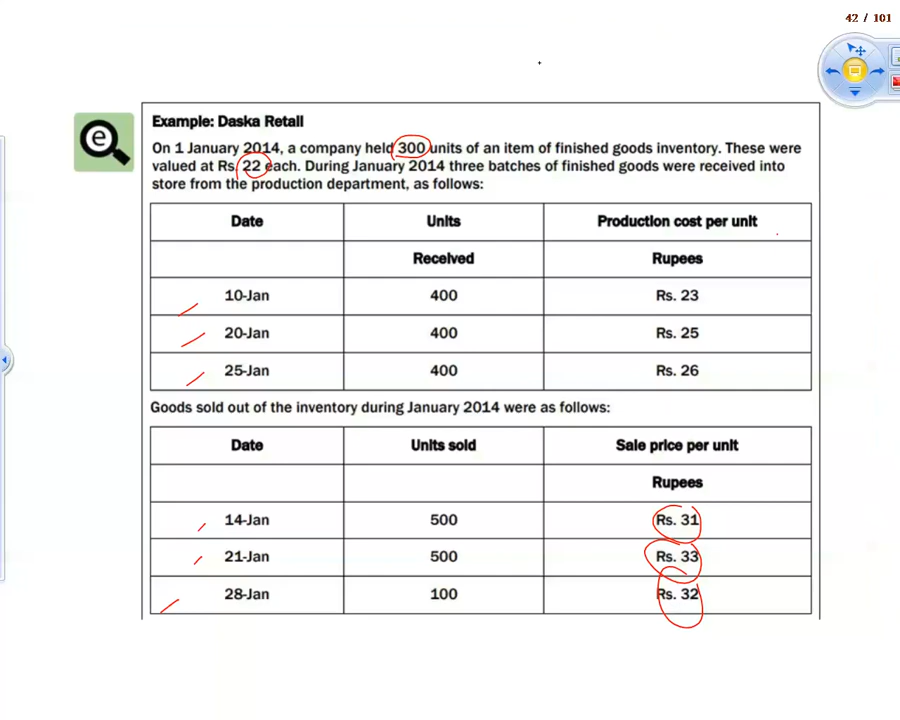 42 / 101
Example: Daska Retail
On 1 January 2014, a company held 300 units of an item of finished goods inventory. These were
valued at Rs. 22 each. During January 2014 three batches of finished goods were received into
store from the production department, as follows:
Date Units Production cost per unit
Received Rupees
10-Jan 400 Rs. 23
20-Jan 400 Rs. 25
25-Jan 400 Rs. 26
Goods sold out of the inventory during January 2014 were as follows:
Date Units sold Sale price per unit
Rupees
14-Jan 500 Rs. 31
21-Jan 500 Rs. 33
28-Jan 100 Rs. 32